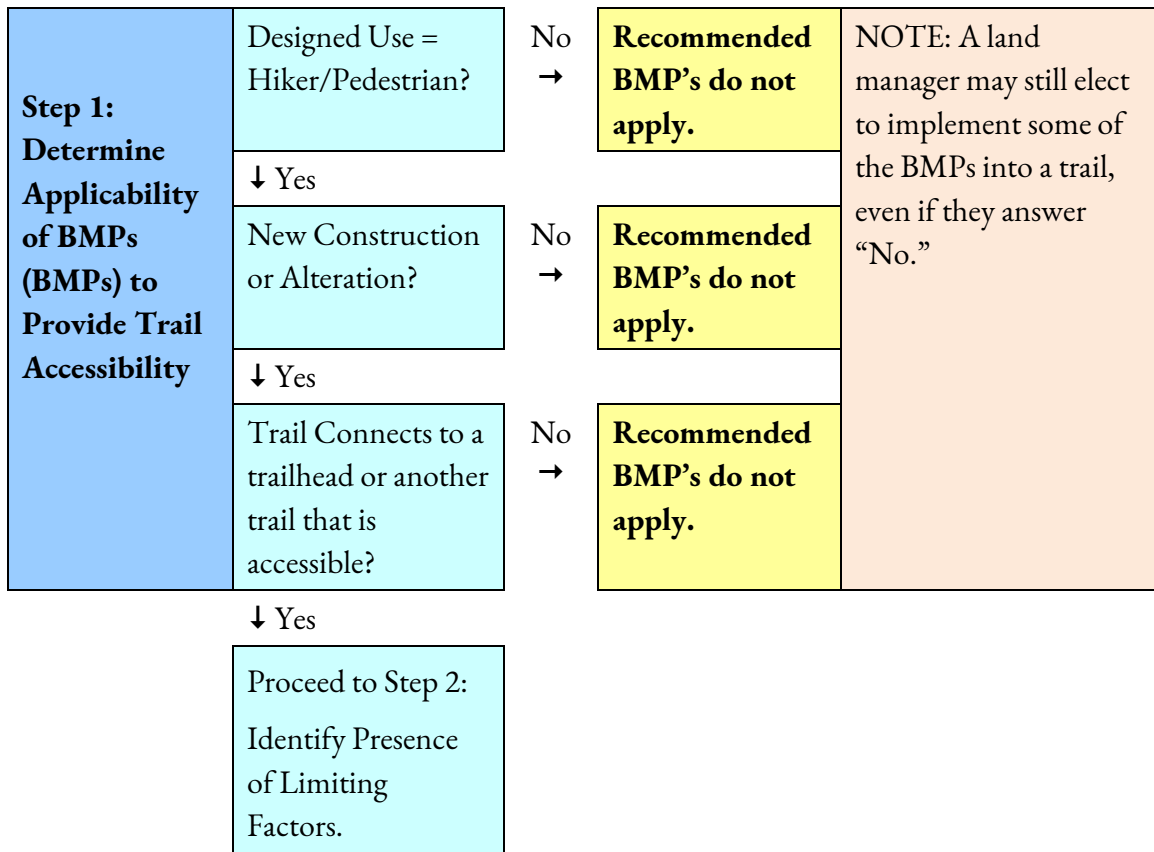 Step 1:
Determine
Applicability
of BMPs
(BMPs) to
Provide Trail
Accessibility
Designed Use =
Hiker/Pedestrian?
No
→
Recommended
BMP’s do not
apply.
NOTE: A land
manager may still elect
to implement some of
the BMPs into a trail,
even if they answer
“No.”
↓ Yes
New Construction
or Alteration?
No
→
Recommended
BMP’s do not
apply.
↓ Yes
Trail Connects to a
trailhead or another
trail that is
accessible?
No
→
Recommended
BMP’s do not
apply.
↓ Yes
Proceed to Step 2:
Identify Presence
of Limiting
Factors.